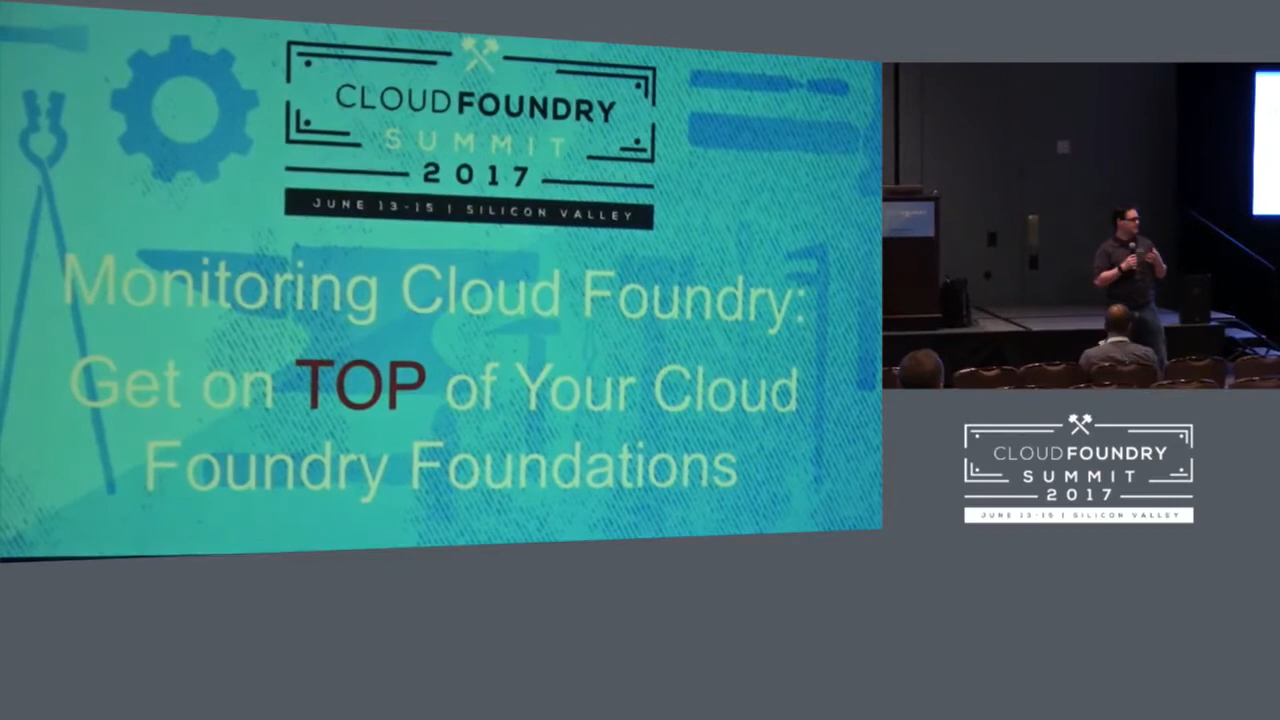 CLOUD FOUNDRY
SUMMIT
2017
JUNE 13-15 | SILICON VALLEY
Monitoring Cloud Foundry:
Get on TOP of Your Cloud
Foundry Foundations
CLOUD FOUNDRY
SUMMIT
2017
JUNE 13-15 | SILICON VALLEY